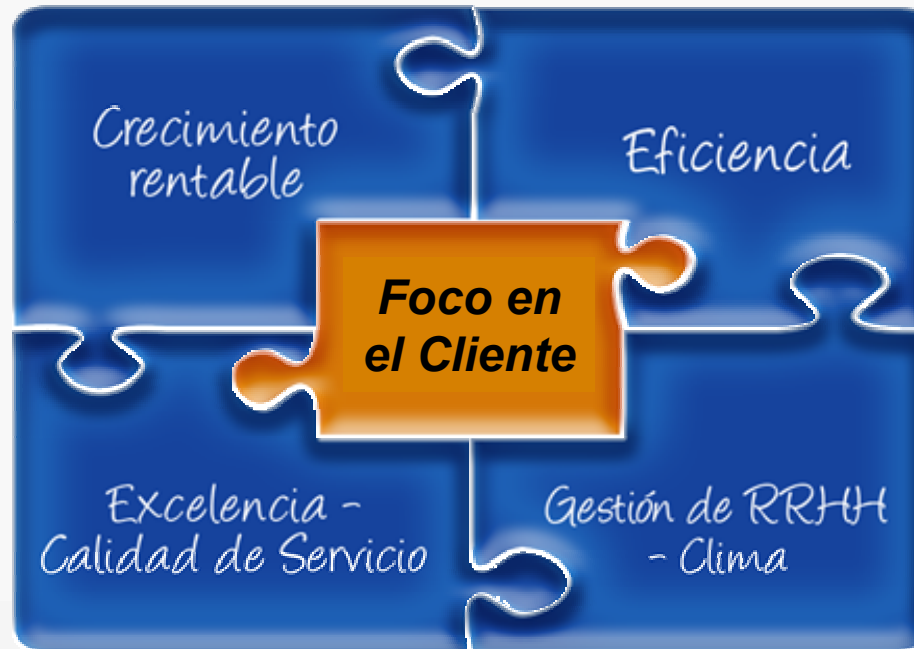 Crecimiento
rentable
Eficiencia
Foco en
el Cliente
Excelencia -
Calidad de Servicio
Gestión de RRHH
- Clima